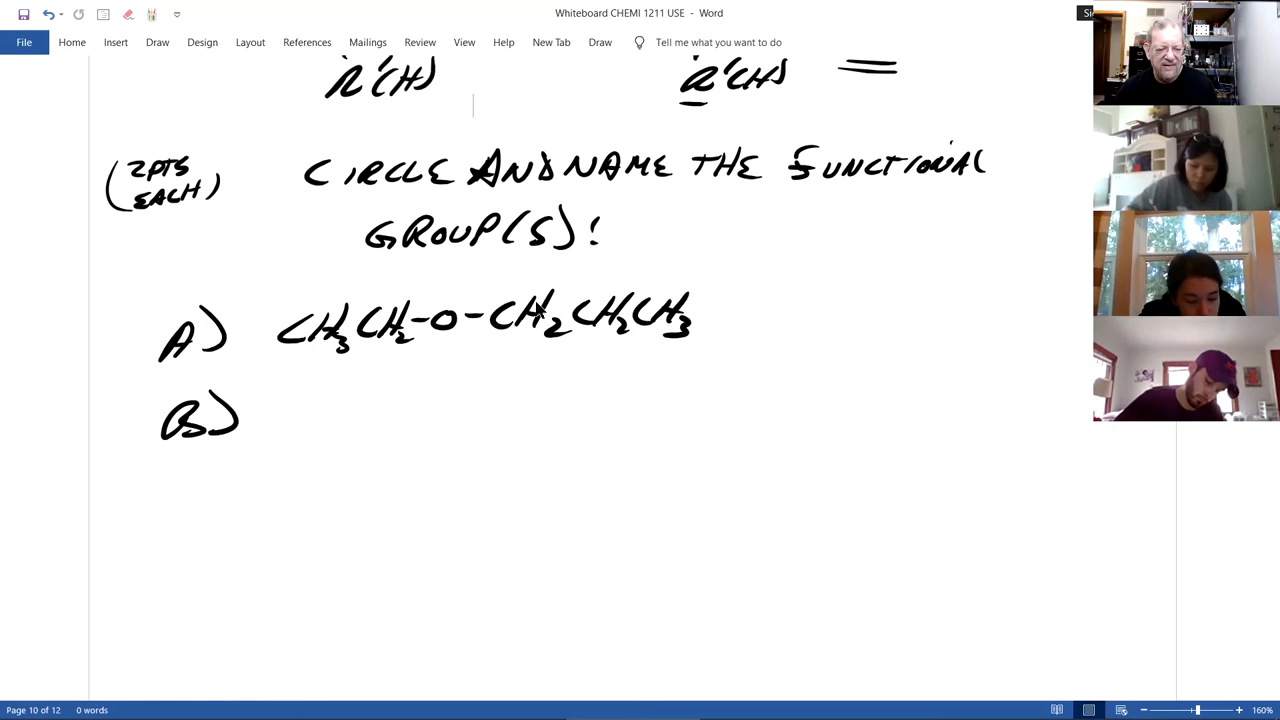 Whiteboard CHEMI 1211 USE - Word
File Home Insert Draw Design Layout References Mailings Review View Help New Tab Draw Tell me what you want to do
R'(H) R'(H) =
(2 PTS EACH) CIRCLE AND NAME THE FUNCTIONAL
GROUP(S)!
A) CH3CH2-O-CH2CH2CH3
B)
Page 10 of 12 0 words 160%